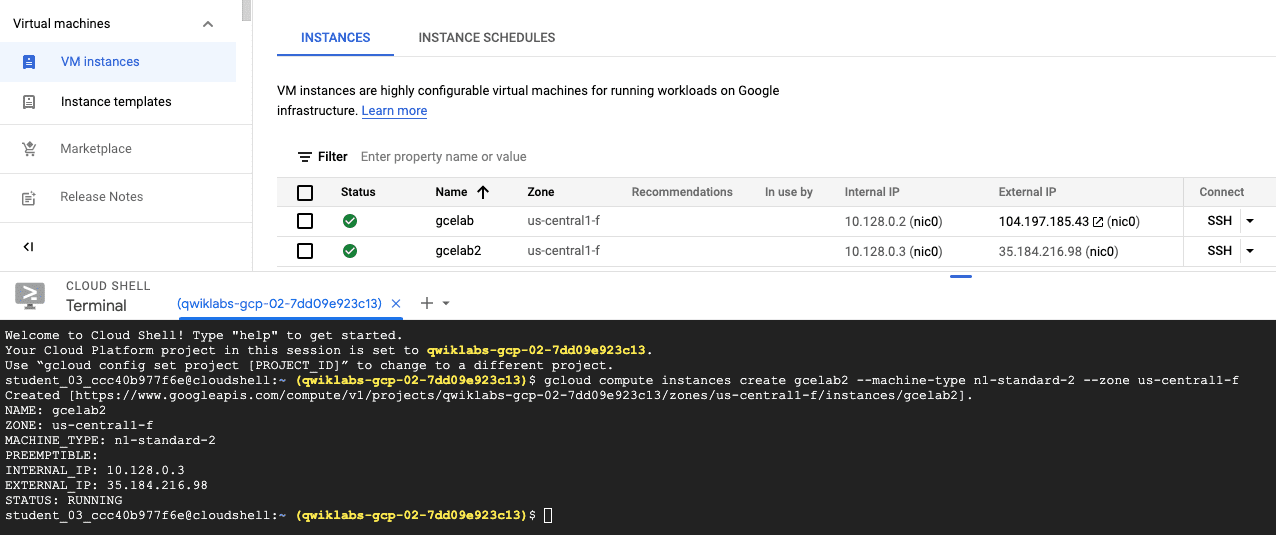 Virtual machines
VM instances
Instance templates
Marketplace
Release Notes
INSTANCES INSTANCE SCHEDULES
VM instances are highly configurable virtual machines for running workloads on Google
infrastructure. Learn more
Filter Enter property name or value
Status Name Zone Recommendations In use by Internal IP External IP Connect
gcelab us-central1-f 10.128.0.2 (nic0) 104.197.185.43 (nic0) SSH
gcelab2 us-central1-f 10.128.0.3 (nic0) 35.184.216.98 (nic0) SSH
CLOUD SHELL
Terminal (qwiklabs-gcp-02-7dd09e923c13)
Welcome to Cloud Shell! Type "help" to get started.
Your Cloud Platform project in this session is set to qwiklabs-gcp-02-7dd09e923c13.
Use “gcloud config set project [PROJECT_ID]” to change to a different project.
student_03_ccc40b977f6e@cloudshell:~ (qwiklabs-gcp-02-7dd09e923c13)$ gcloud compute instances create gcelab2 --machine-type n1-standard-2 --zone us-central1-f
Created [https://www.googleapis.com/compute/v1/projects/qwiklabs-gcp-02-7dd09e923c13/zones/us-central1-f/instances/gcelab2].
NAME: gcelab2
ZONE: us-central1-f
MACHINE_TYPE: n1-standard-2
PREEMPTIBLE:
INTERNAL_IP: 10.128.0.3
EXTERNAL_IP: 35.184.216.98
STATUS: RUNNING
student_03_ccc40b977f6e@cloudshell:~ (qwiklabs-gcp-02-7dd09e923c13)$